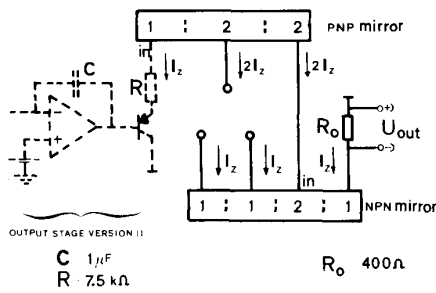 1 ¦ 2 ¦ 2 PNP mirror
in
C
R
I_z
2I_z
2I_z
R_o
U_out
(+)
(-)
I_z
I_z
I_z
in
1 ¦ 1 ¦ 2 ¦ 1 NPN mirror
+
OUTPUT STAGE VERSION II
C 1µF
R 7.5 kΩ
R_o 400Ω